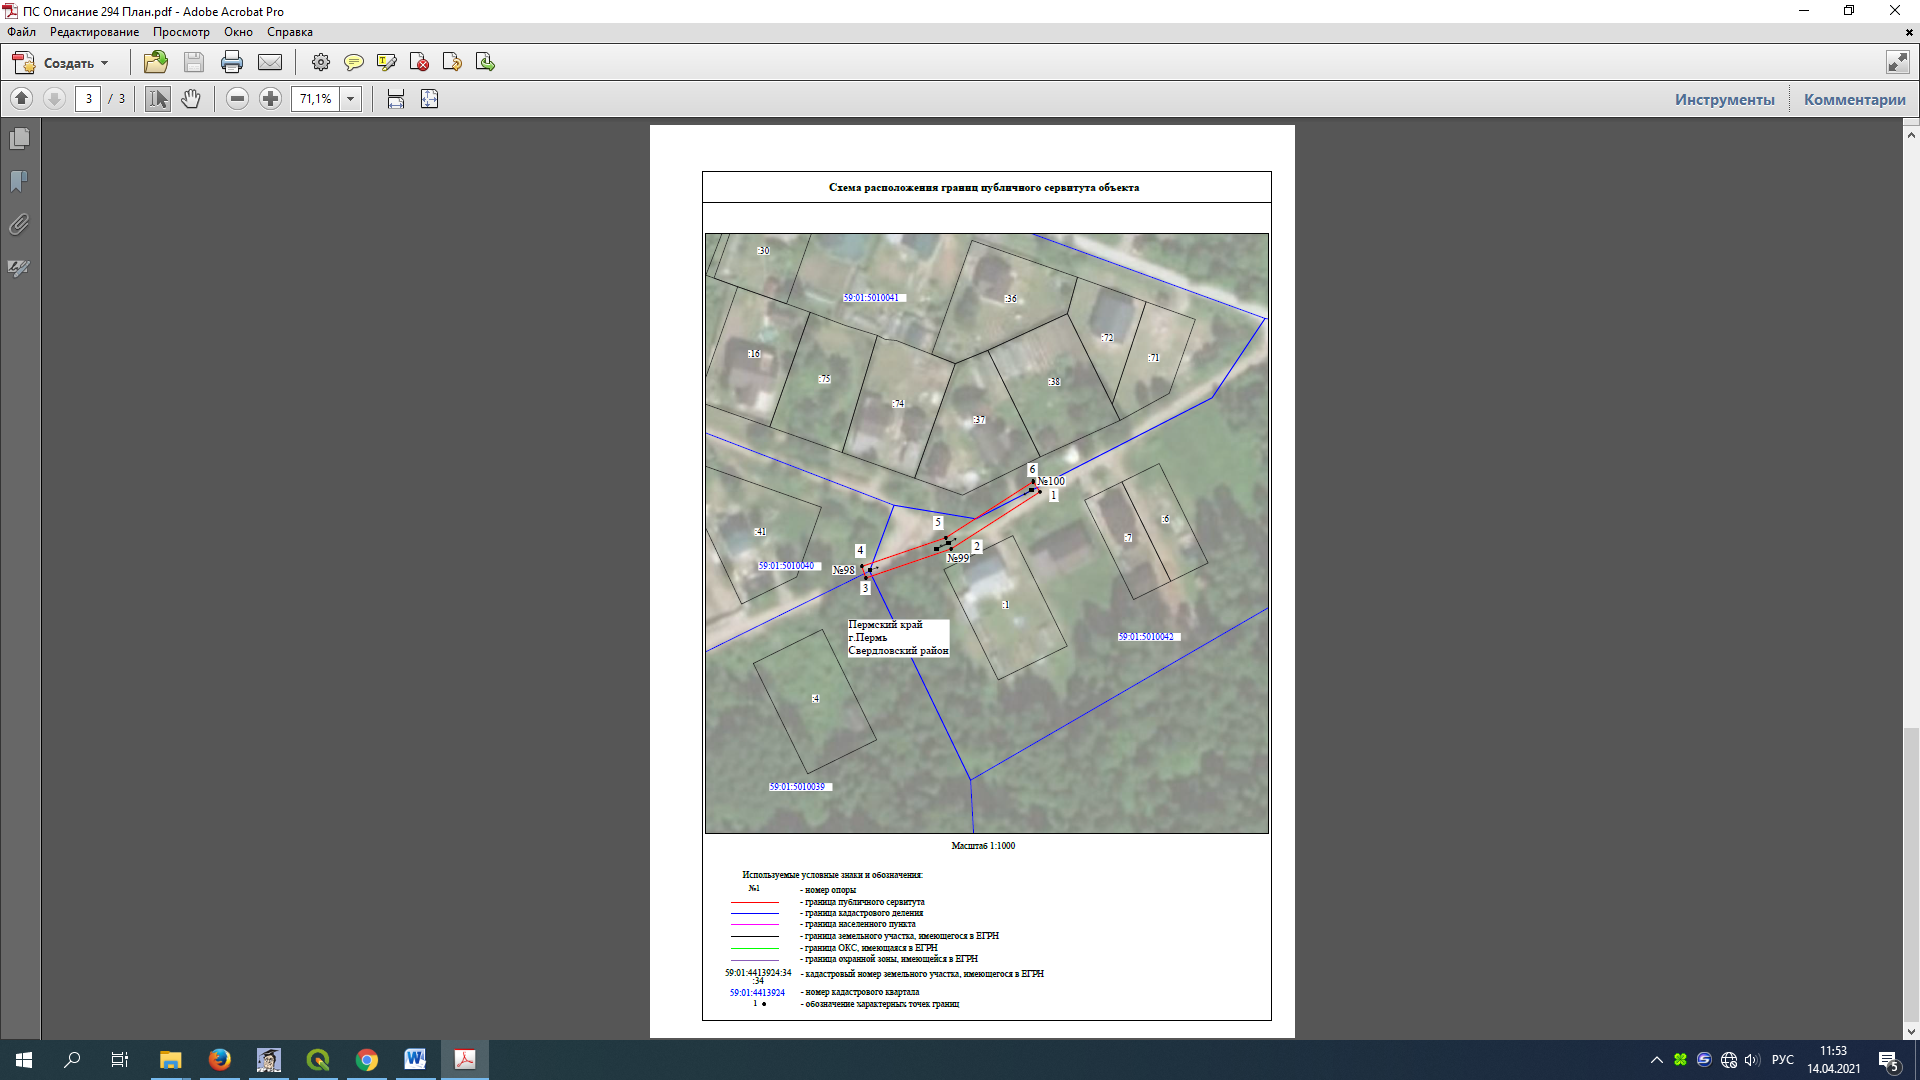 ПС Описание 294 План.pdf - Adobe Acrobat Pro
Файл Редактирование Просмотр Окно Справка
Создать
3 / 3 71,1% Инструменты Комментарии
Схема расположения границ публичного сервитута объекта
:30
59:01:5010041
:36
:72
:16
:71
:75
:38
:74
:37
6
№100
1
:6
5
:41
:7
2
4
№99
59:01:5010040
№98
3
:1
Пермский край
г.Пермь
Свердловский район
59:01:5010042
:4
59:01:5010039
Масштаб 1:1000
Используемые условные знаки и обозначения:
№1 - номер опоры
- граница публичного сервитута
- граница кадастрового деления
- граница населенного пункта
- граница земельного участка, имеющегося в ЕГРН
- граница ОКС, имеющаяся в ЕГРН
- граница охранной зоны, имеющейся в ЕГРН
59:01:4413924:34 - кадастровый номер земельного участка, имеющегося в ЕГРН
:34
59:01:4413924 - номер кадастрового квартала
1 - обозначение характерных точек границ
РУС
11:53
14.04.2021
5